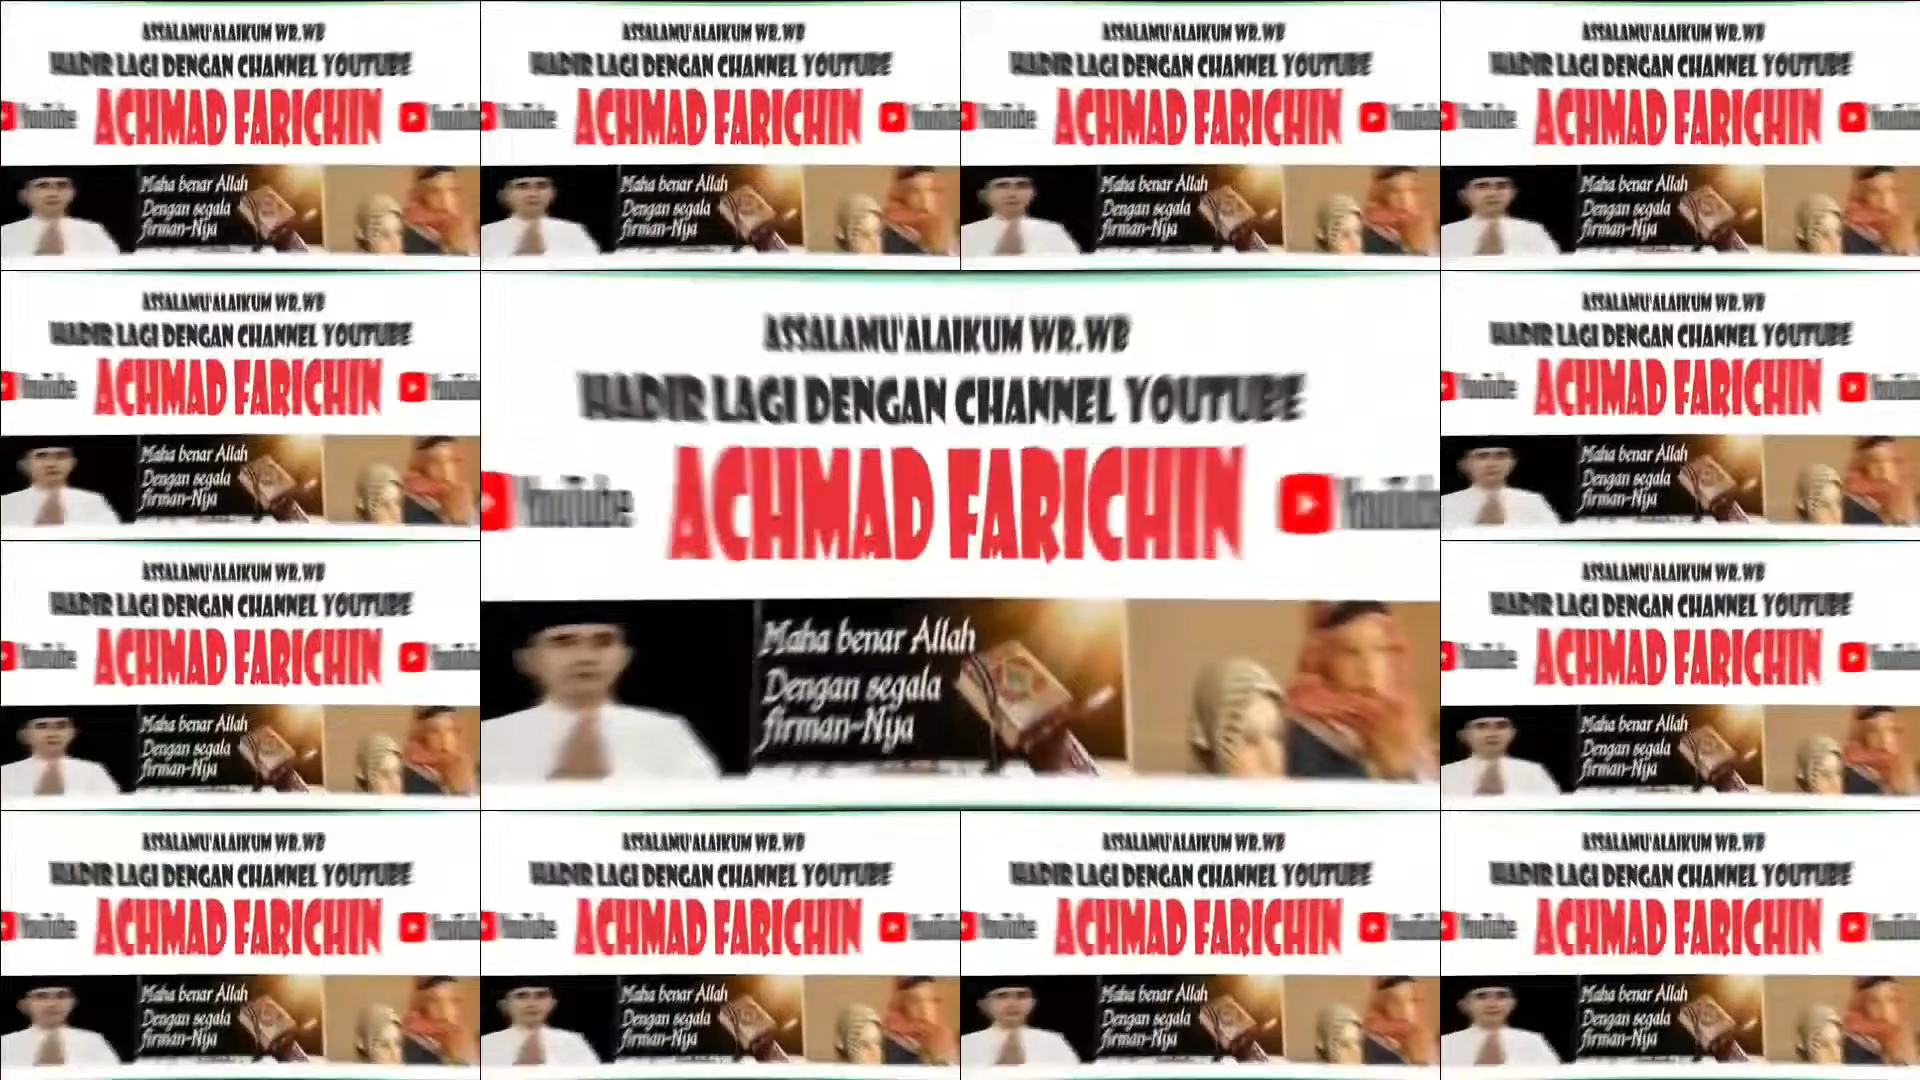 ASSALAMU'ALAIKUM WR.WB
HADIR LAGI DENGAN CHANNEL YOUTUBE
ACHMAD FARICHIN
YouTube
YouTube
Maha benar Allah
Dengan segala
firman-Nya